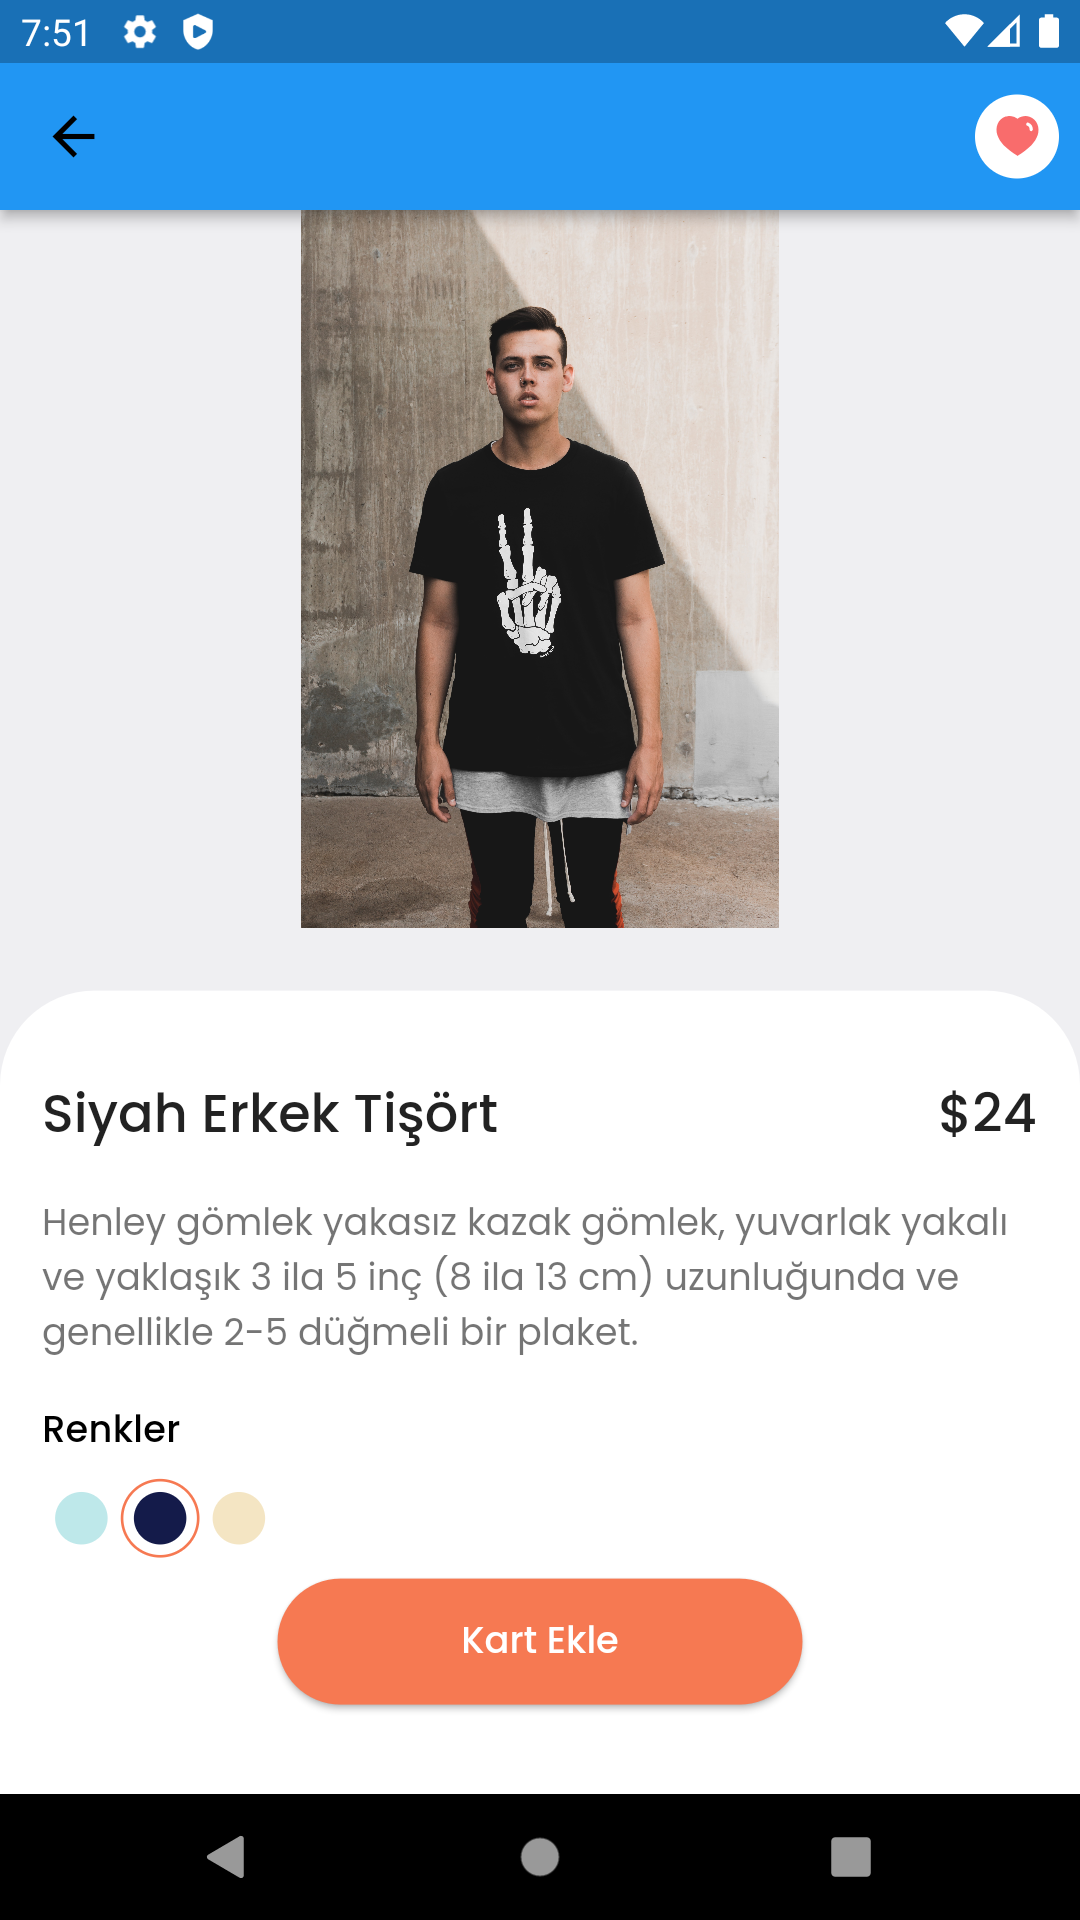 7:51
Siyah Erkek Tişört
$24
Henley gömlek yakasız kazak gömlek, yuvarlak yakalı
ve yaklaşık 3 ila 5 inç (8 ila 13 cm) uzunluğunda ve
genellikle 2-5 düğmeli bir plaket.
Renkler
Kart Ekle